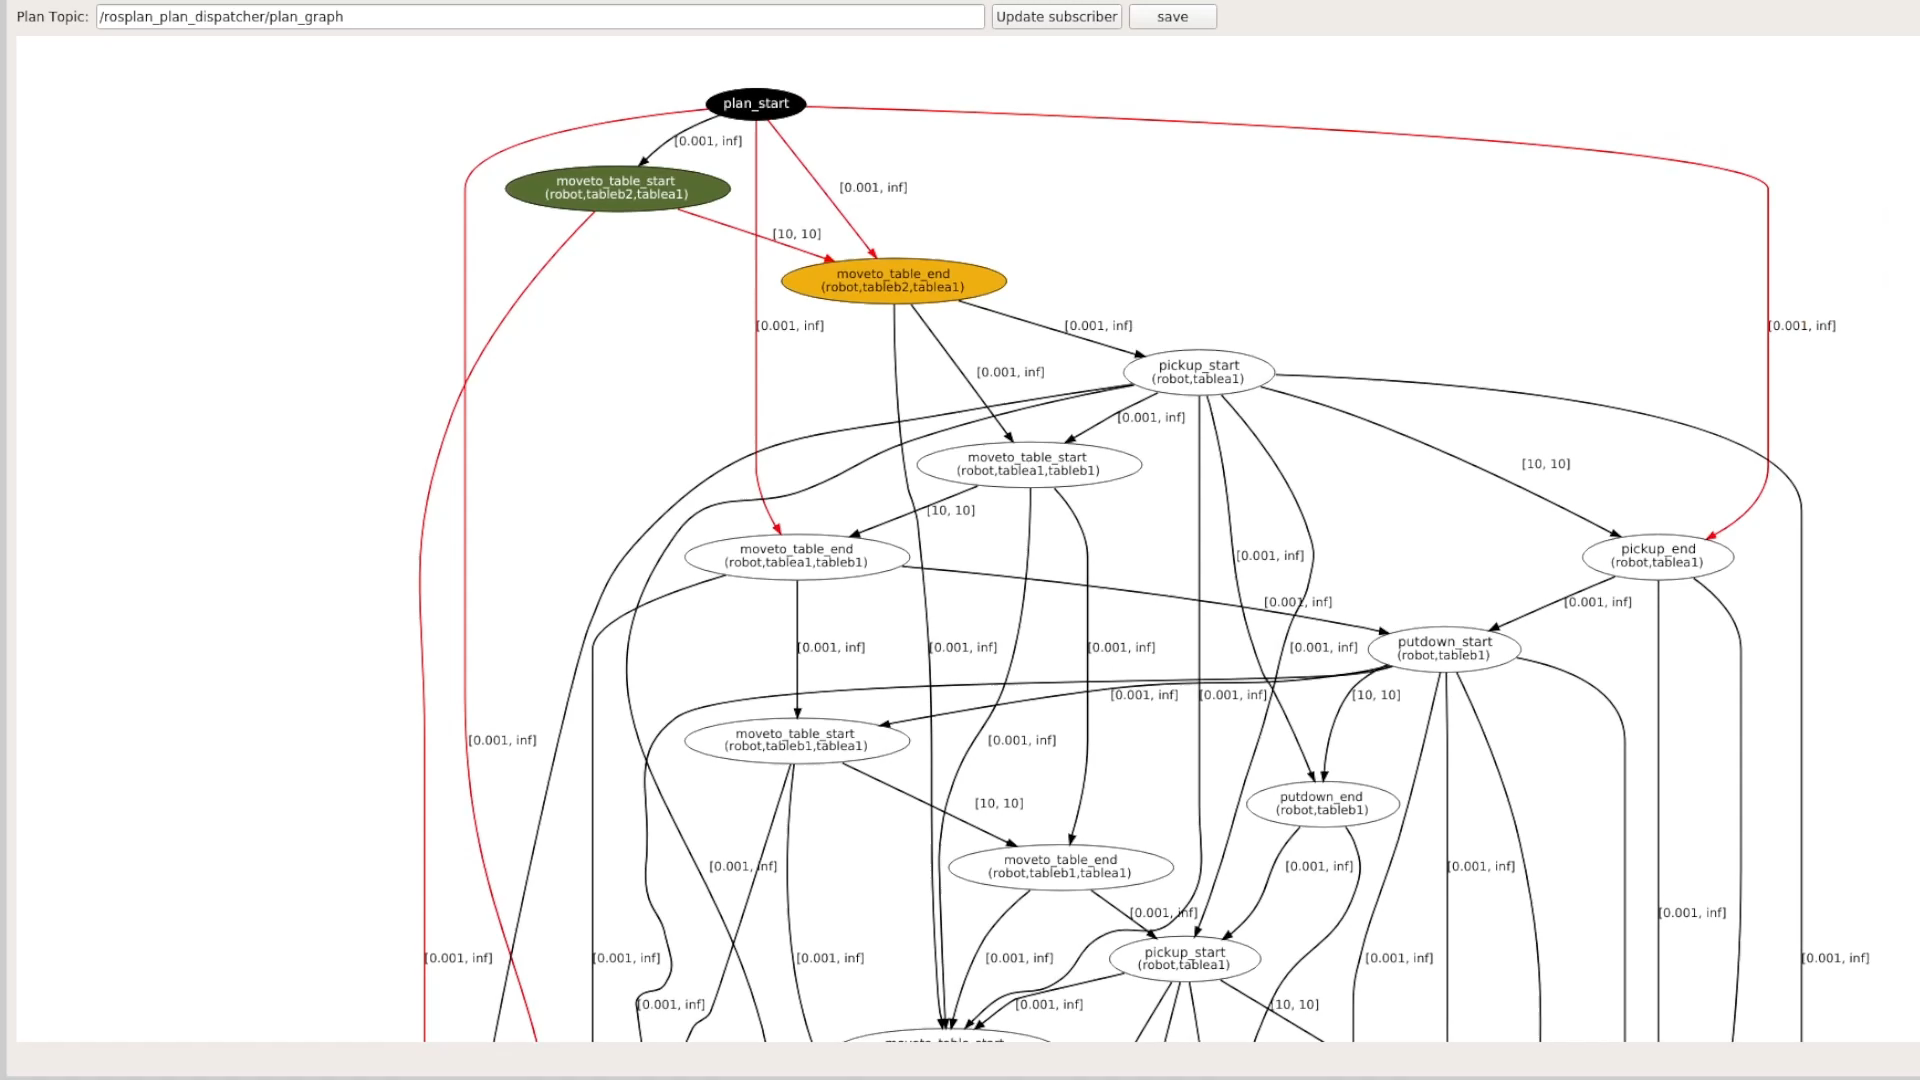 Plan Topic: /rosplan_plan_dispatcher/plan_graph Update subscriber save
plan_start
[0.001, inf]
moveto_table_start
(robot,tableb2,tablea1)
[0.001, inf]
[10, 10]
moveto_table_end
(robot,tableb2,tablea1)
[0.001, inf]
[0.001, inf]
[0.001, inf]
pickup_start
(robot,tablea1)
[0.001, inf]
[0.001, inf]
moveto_table_start
(robot,tablea1,tableb1)
[10, 10]
[10, 10]
moveto_table_end
(robot,tablea1,tableb1)
[0.001, inf]
pickup_end
(robot,tablea1)
[0.001, inf]
[0.001, inf]
putdown_start
(robot,tableb1)
[0.001, inf]
[0.001, inf]
[0.001, inf]
[0.001, inf]
[0.001, inf]
[0.001, inf]
[10, 10]
moveto_table_start
(robot,tableb1,tablea1)
[0.001, inf]
[0.001, inf]
[10, 10]
putdown_end
(robot,tableb1)
moveto_table_end
(robot,tableb1,tablea1)
[0.001, inf]
[0.001, inf]
[0.001, inf]
[0.001, inf]
[0.001, inf]
pickup_start
(robot,tablea1)
[0.001, inf]
[0.001, inf]
[0.001, inf]
[0.001, inf]
[0.001, inf]
[0.001, inf]
[0.001, inf]
[0.001, inf]
[10, 10]
moveto_table_start